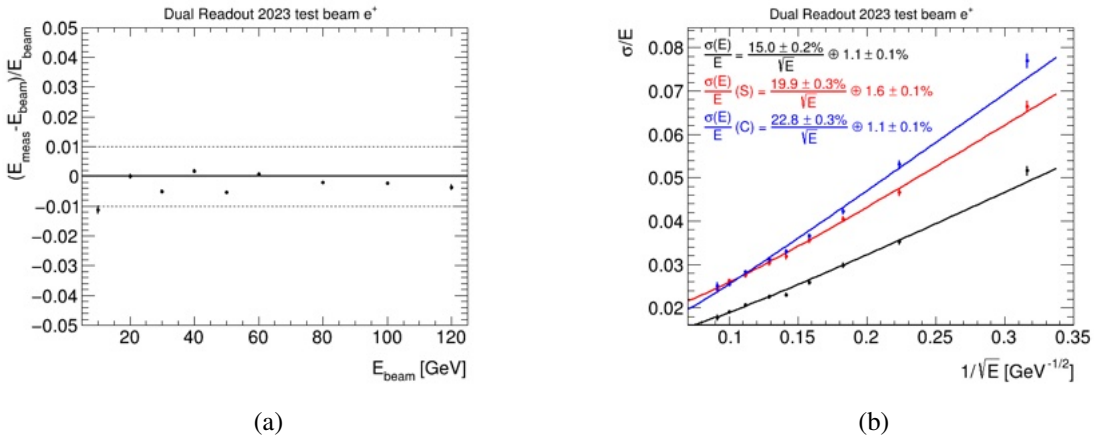 Dual Readout 2023 test beam e⁺
(E_meas - E_beam)/E_beam
0.05
0.04
0.03
0.02
0.01
0
−0.01
−0.02
−0.03
−0.04
−0.05
20 40 60 80 100 120
E_beam [GeV]
(a)
Dual Readout 2023 test beam e⁺
σ/E
σ(E)/E = 15.0 ± 0.2%/√E ⊕ 1.1 ± 0.1%
σ(E)/E (S) = 19.9 ± 0.3%/√E ⊕ 1.6 ± 0.1%
σ(E)/E (C) = 22.8 ± 0.3%/√E ⊕ 1.1 ± 0.1%
0.08
0.07
0.06
0.05
0.04
0.03
0.02
0.1 0.15 0.2 0.25 0.3 0.35
1/√E [GeV^-1/2]
(b)